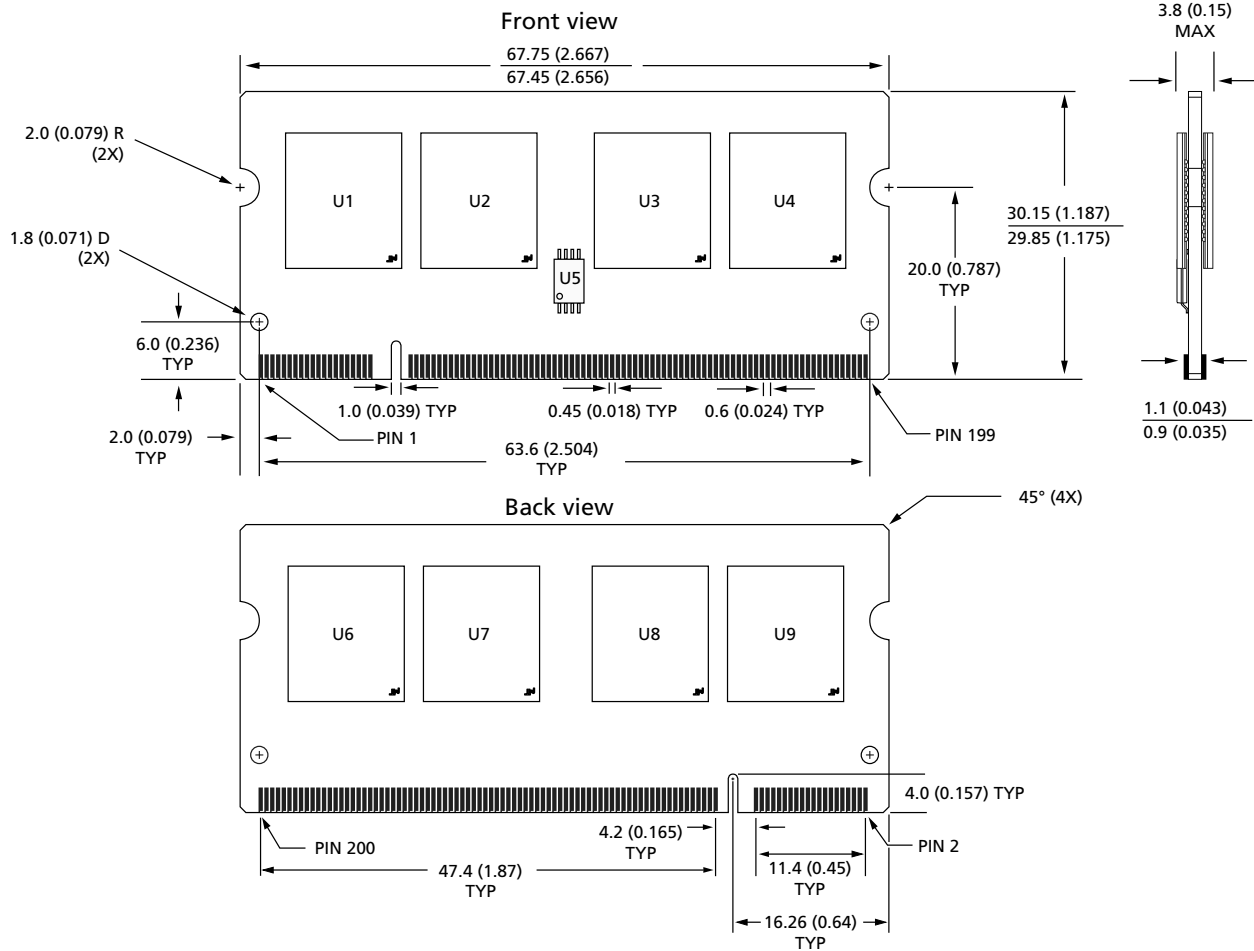 Front view
3.8 (0.15)
MAX
67.75 (2.667)
67.45 (2.656)
2.0 (0.079) R
(2X)
U1
U2
U3
U4
30.15 (1.187)
29.85 (1.175)
1.8 (0.071) D
(2X)
U5
20.0 (0.787)
TYP
6.0 (0.236)
TYP
1.0 (0.039) TYP
0.45 (0.018) TYP
0.6 (0.024) TYP
1.1 (0.043)
0.9 (0.035)
2.0 (0.079)
TYP
PIN 1
PIN 199
63.6 (2.504)
TYP
45° (4X)
Back view
U6
U7
U8
U9
4.0 (0.157) TYP
4.2 (0.165)
TYP
PIN 200
PIN 2
47.4 (1.87)
TYP
11.4 (0.45)
TYP
16.26 (0.64)
TYP